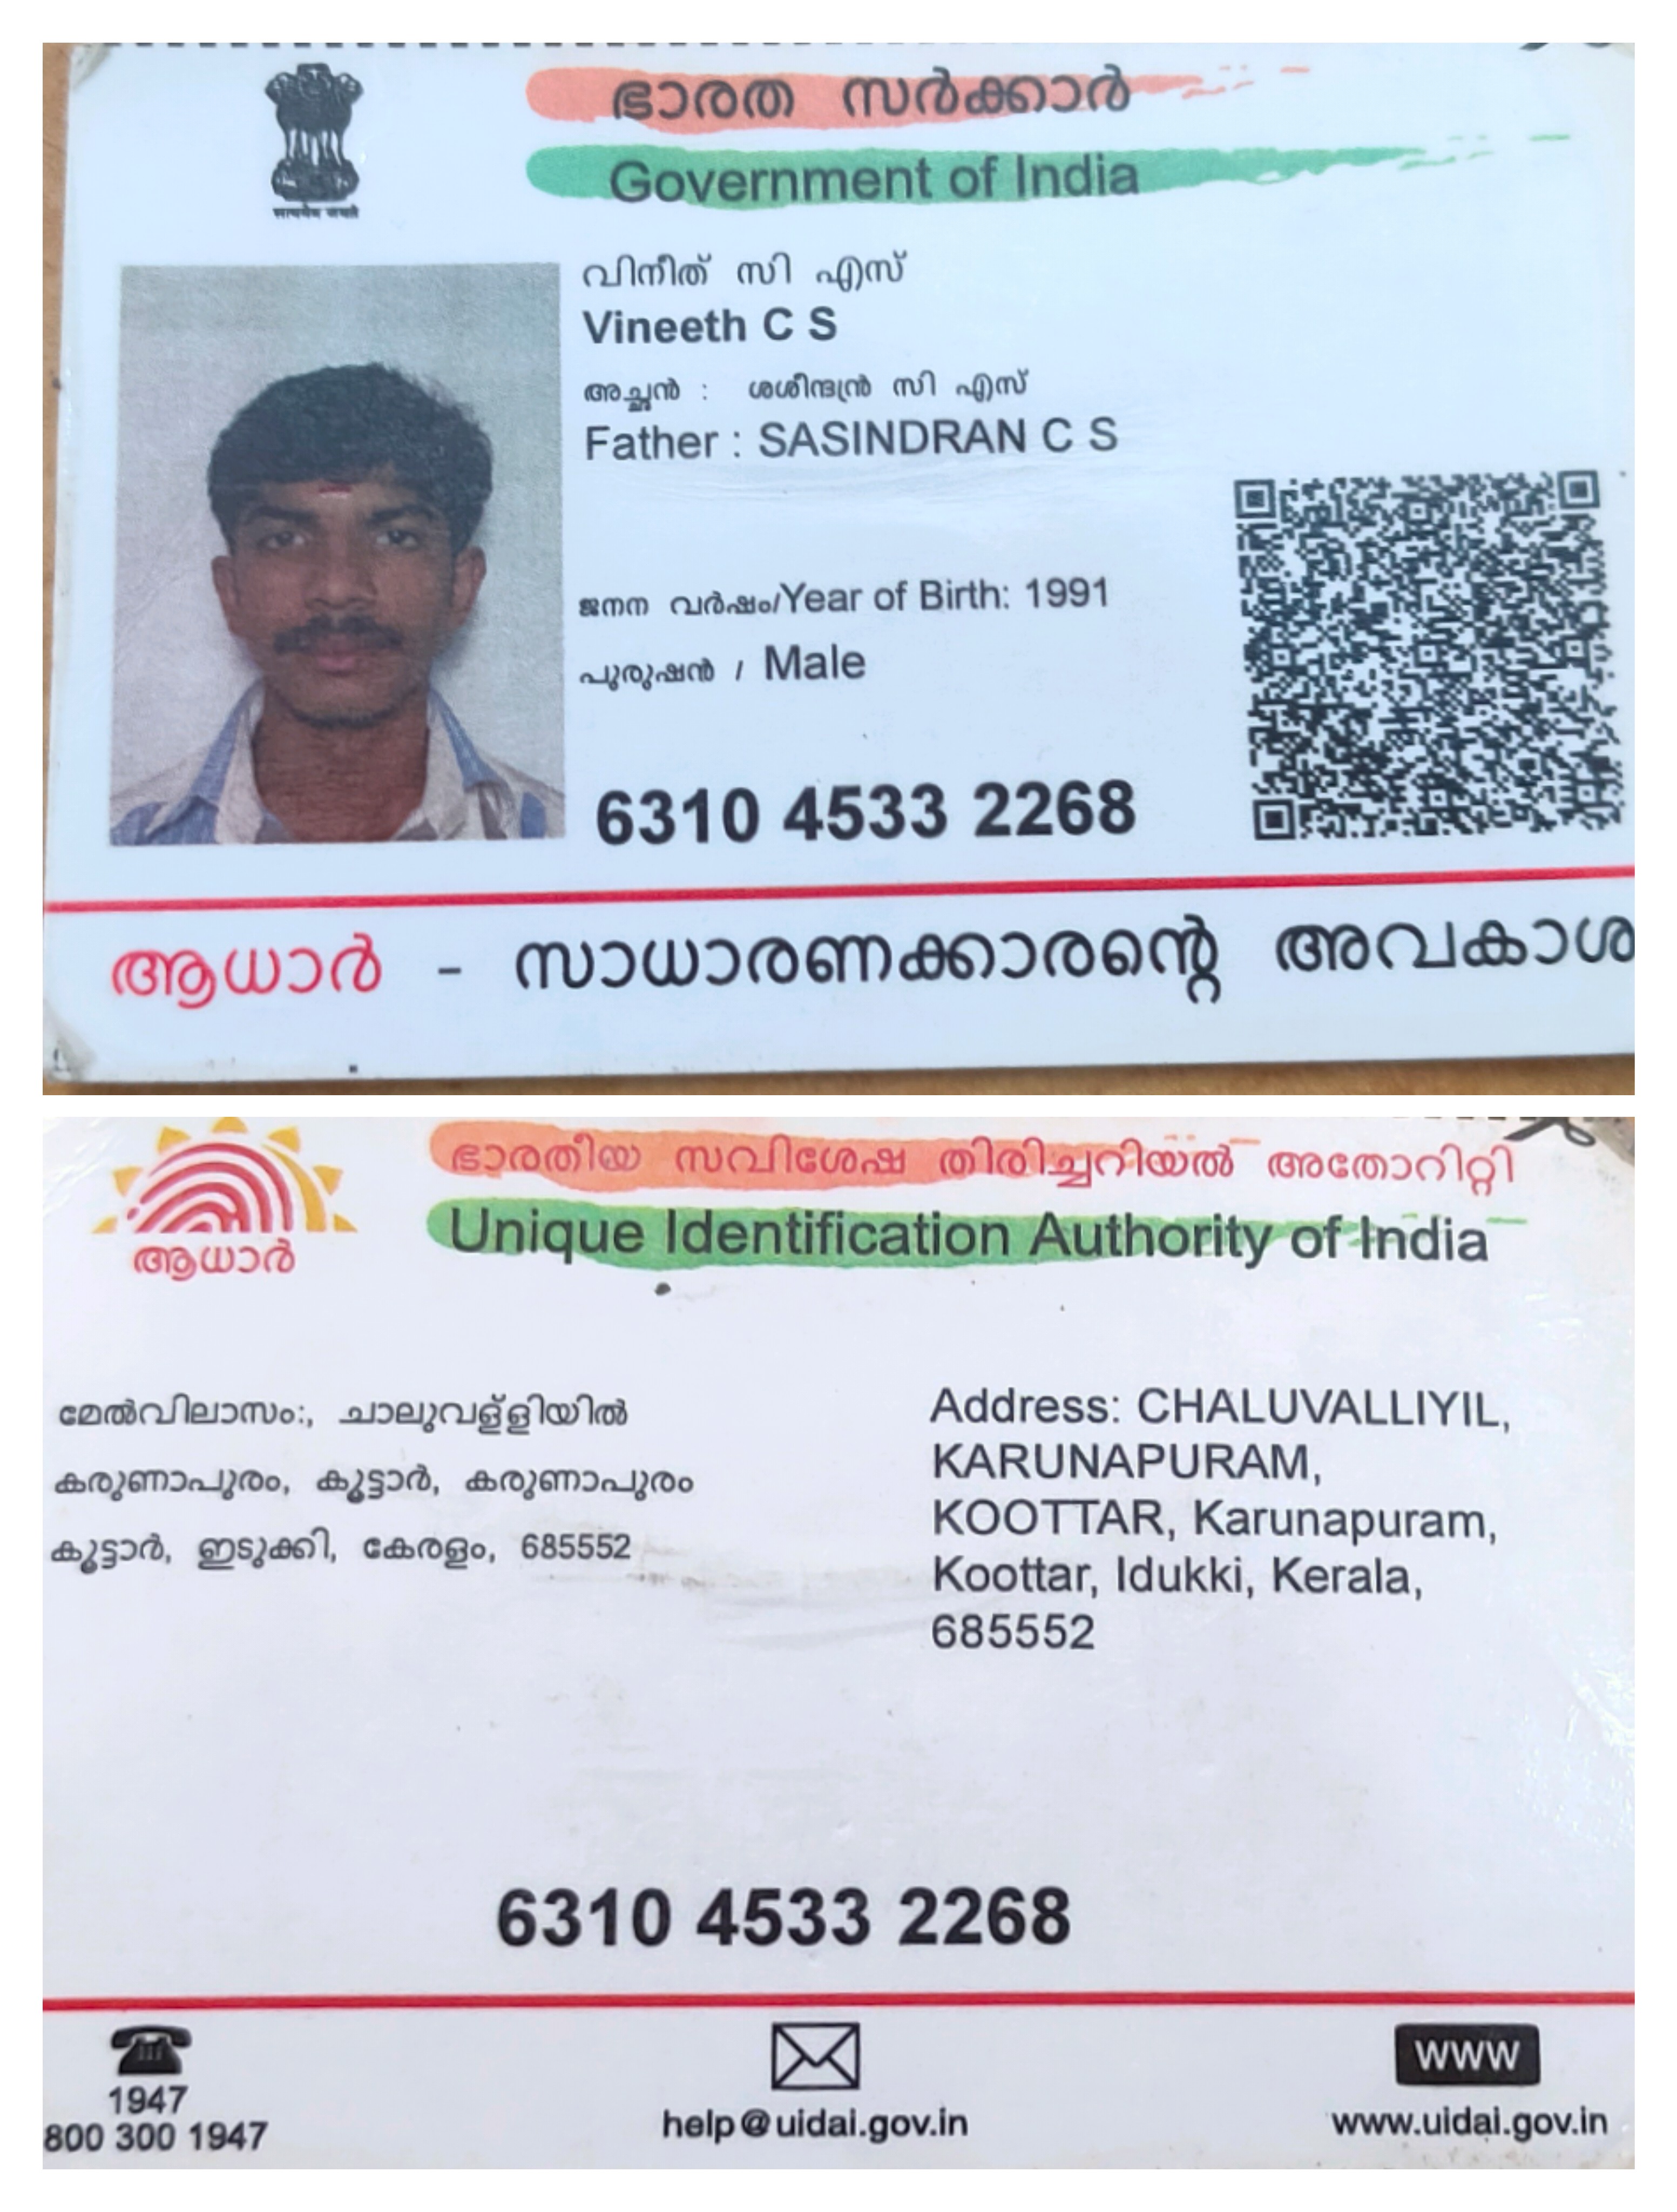 ഭാരത സർക്കാർ
Government of India
सत्यमेव जयते
വിനീത് സി എസ്
Vineeth C S
അച്ഛൻ : ശശീന്ദ്രൻ സി എസ്
Father : SASINDRAN C S
ജനന വർഷം/Year of Birth: 1991
പുരുഷൻ / Male
6310 4533 2268
ആധാർ - സാധാരണക്കാരന്റെ അവകാശ
ഭാരതീയ സവിശേഷ തിരിച്ചറിയൽ അതോറിറ്റി
Unique Identification Authority of India
ആധാർ
മേൽവിലാസം:, ചാലുവള്ളിയിൽ
കരുണാപുരം, കൂട്ടാർ, കരുണാപുരം
കൂട്ടാർ, ഇടുക്കി, കേരളം, 685552
Address: CHALUVALLIYIL,
KARUNAPURAM,
KOOTTAR, Karunapuram,
Koottar, Idukki, Kerala,
685552
6310 4533 2268
1947
800 300 1947
help@uidai.gov.in
WWW
www.uidai.gov.in